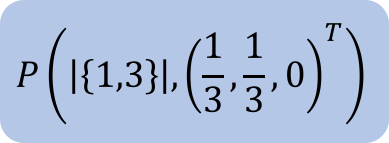 P(|{1,3}|, (1/3, 1/3, 0)^T)